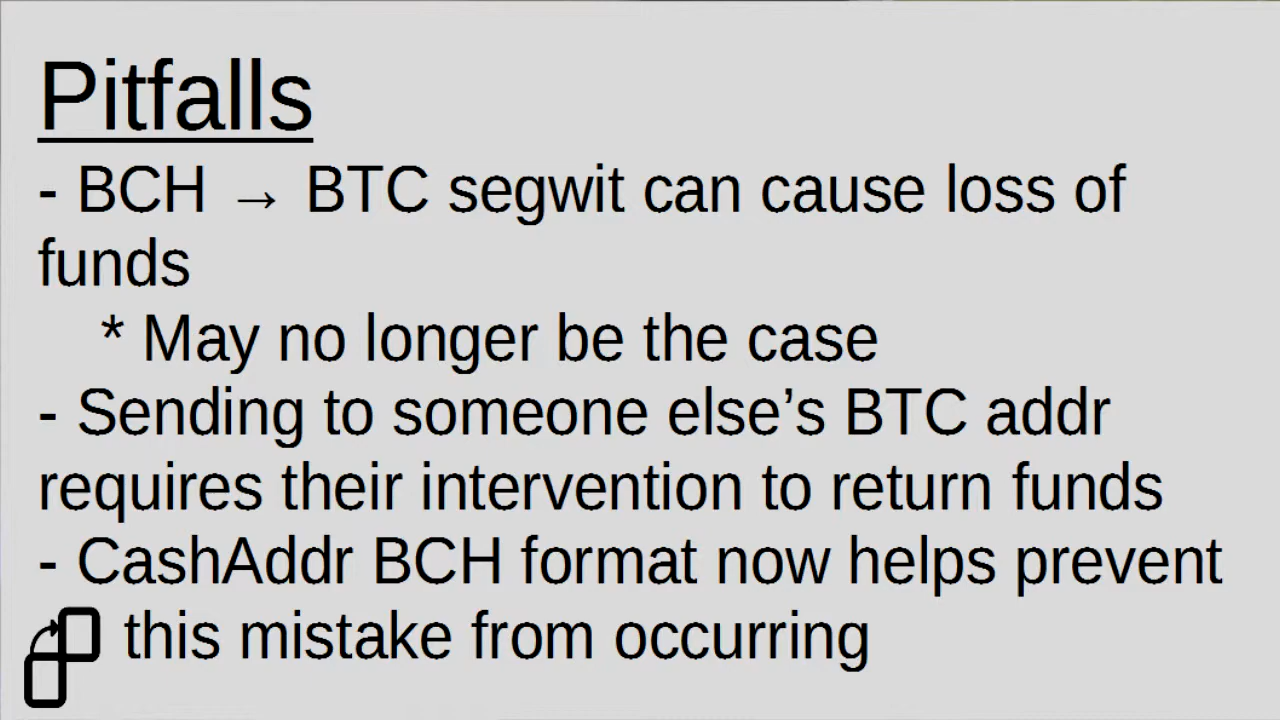 Pitfalls
- BCH → BTC segwit can cause loss of
funds
* May no longer be the case
- Sending to someone else’s BTC addr
requires their intervention to return funds
- CashAddr BCH format now helps prevent
this mistake from occurring